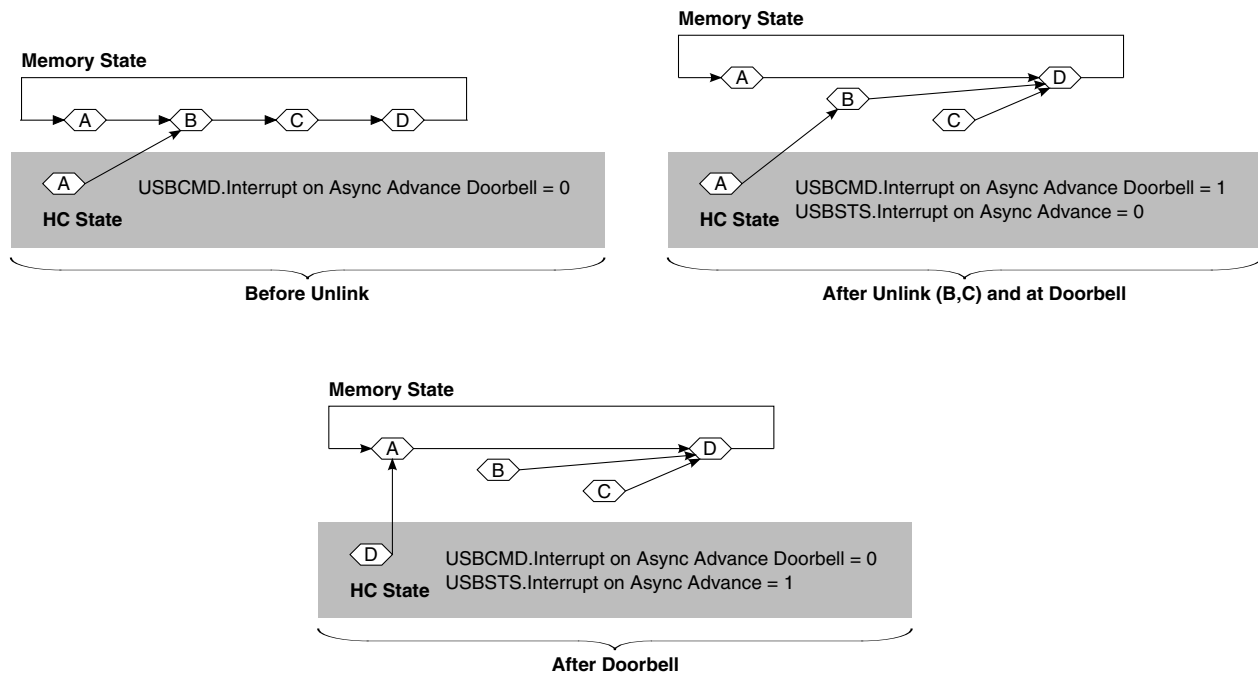 Memory State
A B C D
A
USBCMD.Interrupt on Async Advance Doorbell = 0
HC State
Before Unlink
Memory State
A D
B
C
A
USBCMD.Interrupt on Async Advance Doorbell = 1
HC State
USBSTS.Interrupt on Async Advance = 0
After Unlink (B,C) and at Doorbell
Memory State
A D
B
C
D
USBCMD.Interrupt on Async Advance Doorbell = 0
HC State
USBSTS.Interrupt on Async Advance = 1
After Doorbell